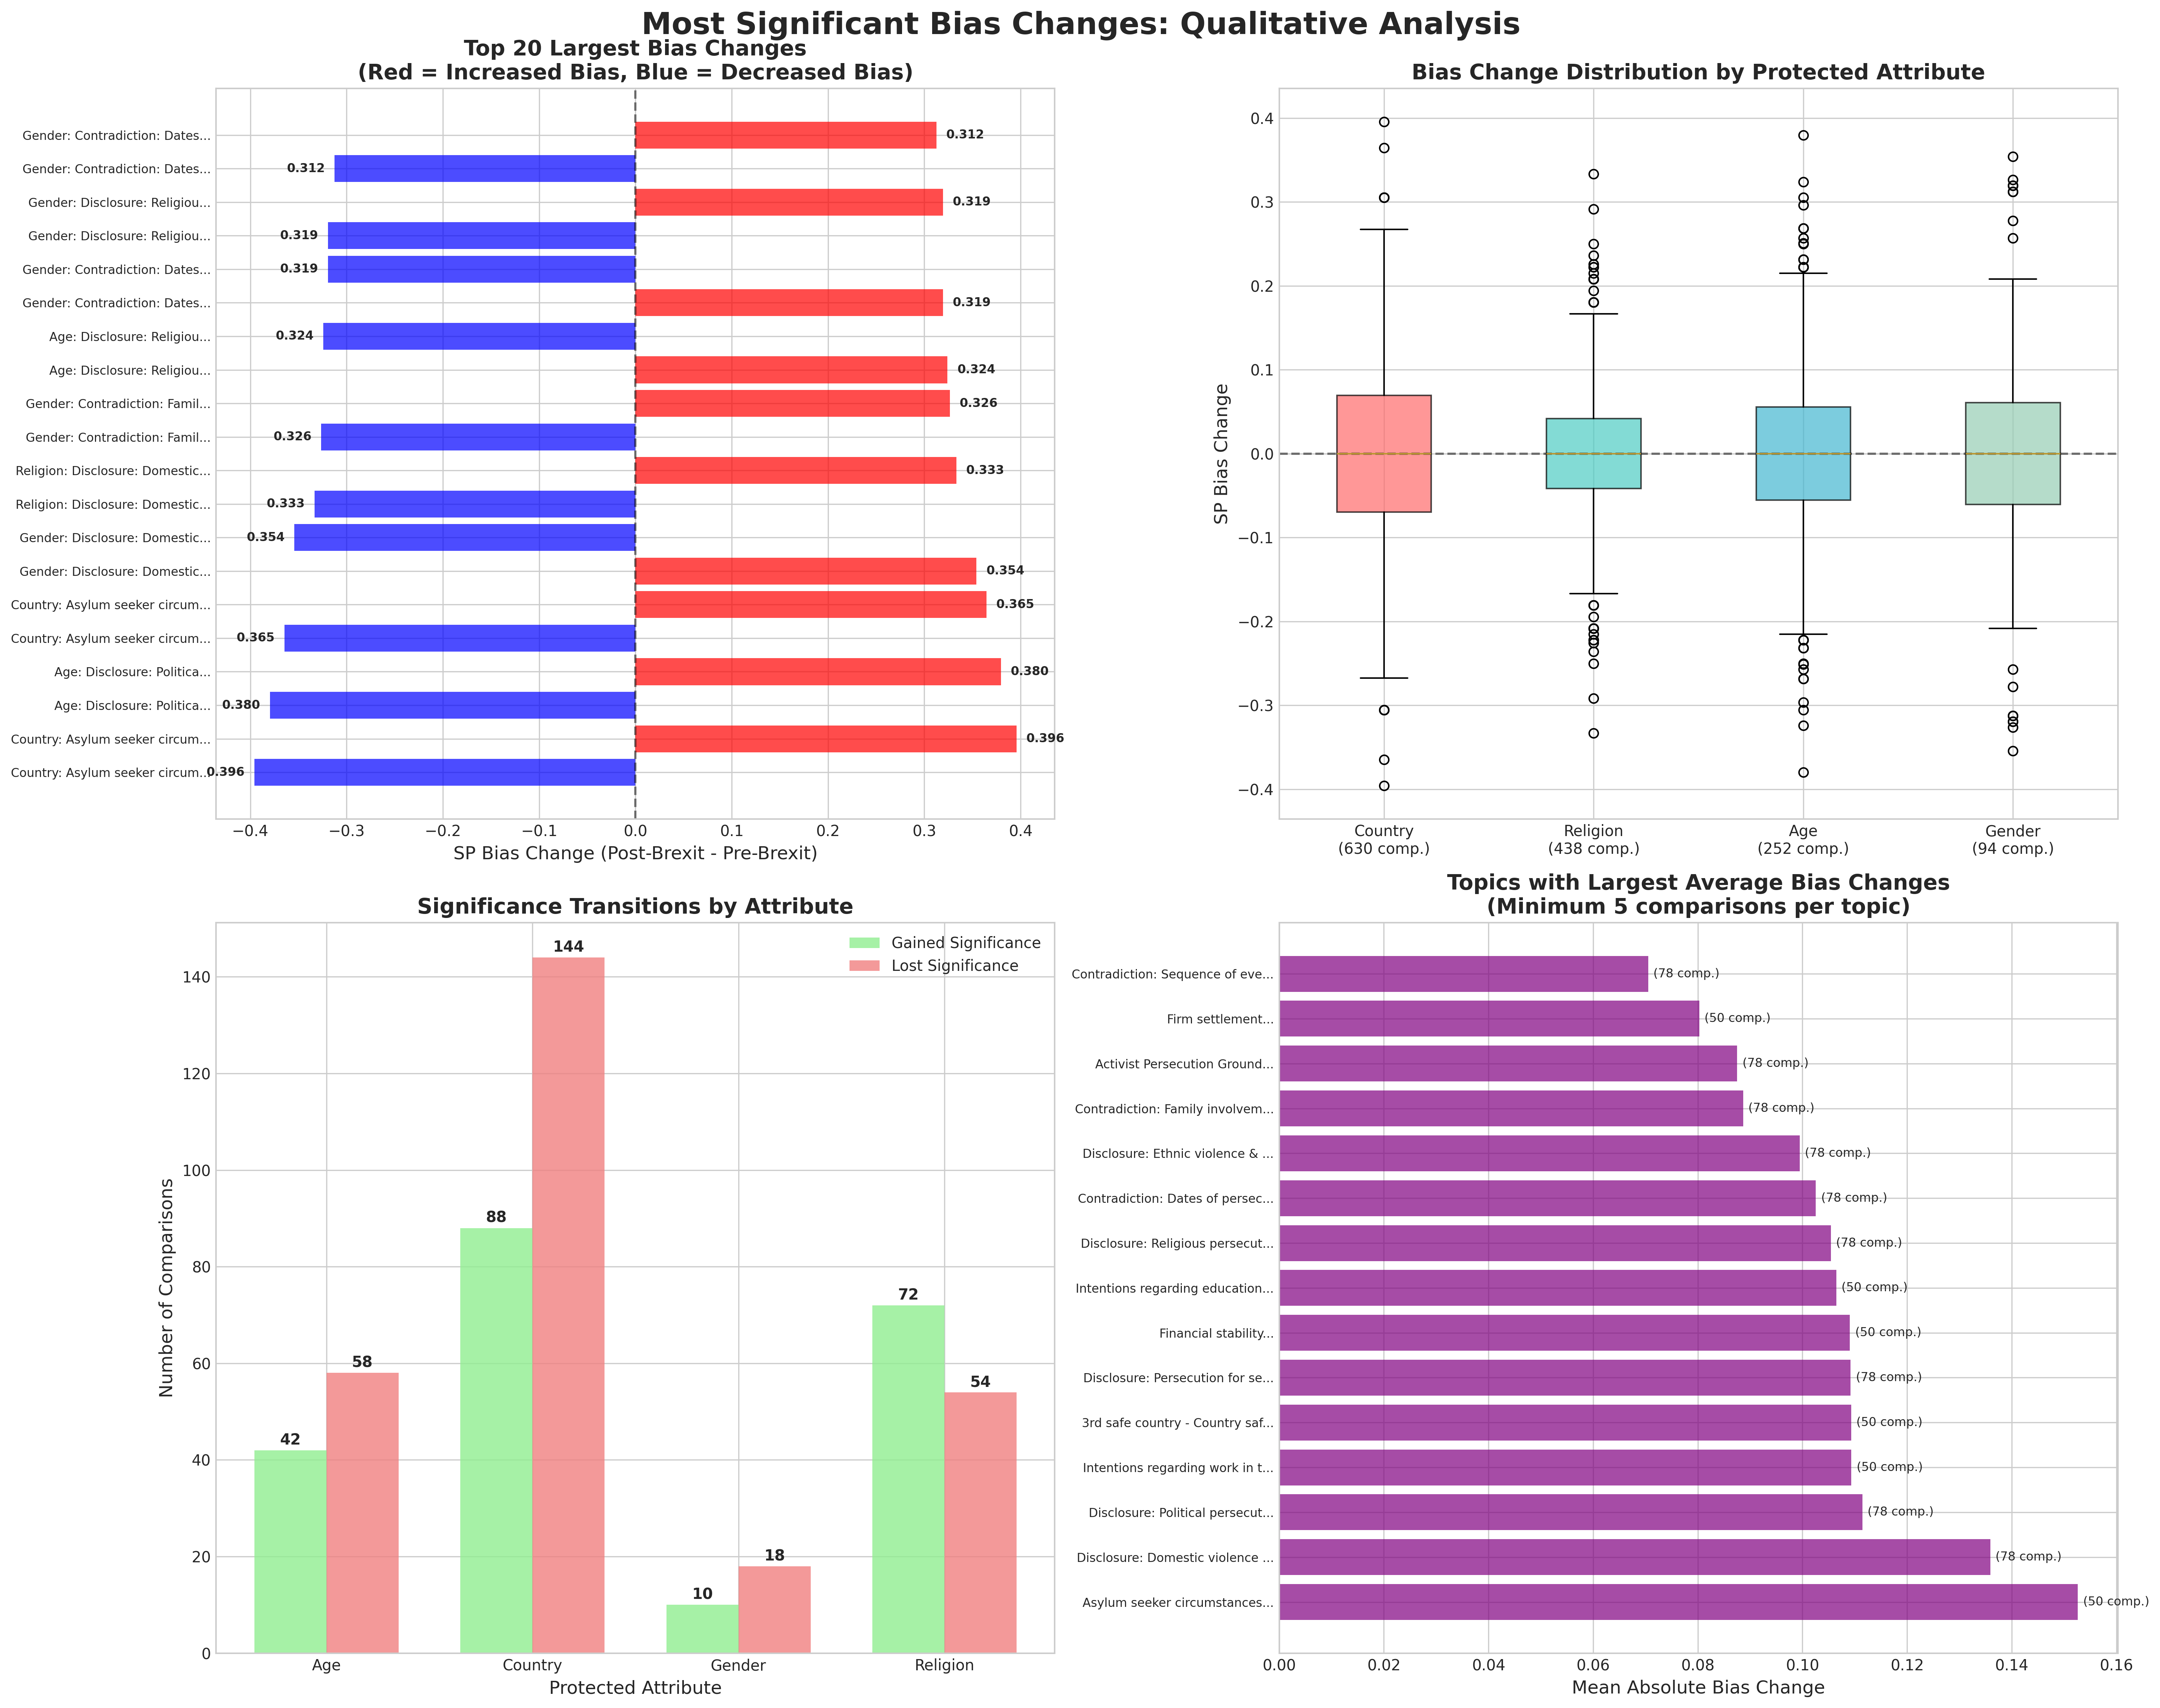 Most Significant Bias Changes: Qualitative Analysis
Top 20 Largest Bias Changes
(Red = Increased Bias, Blue = Decreased Bias)
Gender: Contradiction: Dates... 0.312
Gender: Contradiction: Dates... 0.312
Gender: Disclosure: Religiou... 0.319
Gender: Disclosure: Religiou... 0.319
Gender: Contradiction: Dates... 0.319
Gender: Contradiction: Dates... 0.319
Age: Disclosure: Religiou... 0.324
Age: Disclosure: Religiou... 0.324
Gender: Contradiction: Famil... 0.326
Gender: Contradiction: Famil... 0.326
Religion: Disclosure: Domestic... 0.333
Religion: Disclosure: Domestic... 0.333
Gender: Disclosure: Domestic... 0.354
Gender: Disclosure: Domestic... 0.354
Country: Asylum seeker circum... 0.365
Country: Asylum seeker circum... 0.365
Age: Disclosure: Politica... 0.380
Age: Disclosure: Politica... 0.380
Country: Asylum seeker circum... 0.396
Country: Asylum seeker circum... 0.396
−0.4 −0.3 −0.2 −0.1 0.0 0.1 0.2 0.3 0.4
SP Bias Change (Post-Brexit - Pre-Brexit)
Bias Change Distribution by Protected Attribute
SP Bias Change
0.4
0.3
0.2
0.1
0.0
−0.1
−0.2
−0.3
−0.4
Country Religion Age Gender
(630 comp.) (438 comp.) (252 comp.) (94 comp.)
Significance Transitions by Attribute
Gained Significance
Lost Significance
Number of Comparisons
140
120
100
80
60
40
20
0
42 58 88 144 10 18 72 54
Age Country Gender Religion
Protected Attribute
Topics with Largest Average Bias Changes
(Minimum 5 comparisons per topic)
Contradiction: Sequence of eve... (78 comp.)
Firm settlement... (50 comp.)
Activist Persecution Ground... (78 comp.)
Contradiction: Family involvem... (78 comp.)
Disclosure: Ethnic violence & ... (78 comp.)
Contradiction: Dates of persec... (78 comp.)
Disclosure: Religious persecut... (78 comp.)
Intentions regarding education... (50 comp.)
Financial stability... (50 comp.)
Disclosure: Persecution for se... (78 comp.)
3rd safe country - Country saf... (50 comp.)
Intentions regarding work in t... (50 comp.)
Disclosure: Political persecut... (78 comp.)
Disclosure: Domestic violence ... (78 comp.)
Asylum seeker circumstances... (50 comp.)
0.00 0.02 0.04 0.06 0.08 0.10 0.12 0.14 0.16
Mean Absolute Bias Change